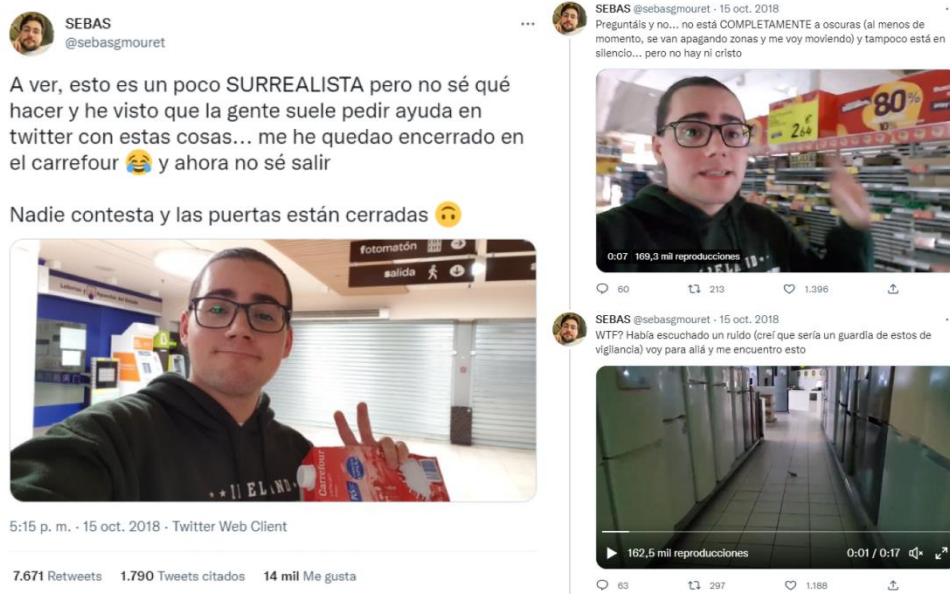 SEBAS
@sebasgmouret
A ver, esto es un poco SURREALISTA pero no sé qué
hacer y he visto que la gente suele pedir ayuda en
twitter con estas cosas... me he quedao encerrado en
el carrefour 😂 y ahora no sé salir
Nadie contesta y las puertas están cerradas 🙃
fotomatón
salida
Loterías y Apuestas del Estado
Carrefour
5:15 p. m. · 15 oct. 2018 · Twitter Web Client
7.671 Retweets 1.790 Tweets citados 14 mil Me gusta
SEBAS @sebasgmouret · 15 oct. 2018
Preguntáis y no... no está COMPLETAMENTE a oscuras (al menos de
momento, se van apagando zonas y me voy moviendo) y tampoco está en
silencio... pero no hay ni cristo
80%
2,64
0:07 169,3 mil reproducciones
60 213 1.396
SEBAS @sebasgmouret · 15 oct. 2018
WTF? Había escuchado un ruido (creí que sería un guardia de estos de
vigilancia) voy para allá y me encuentro esto
162,5 mil reproducciones 0:01 / 0:17
63 297 1.188